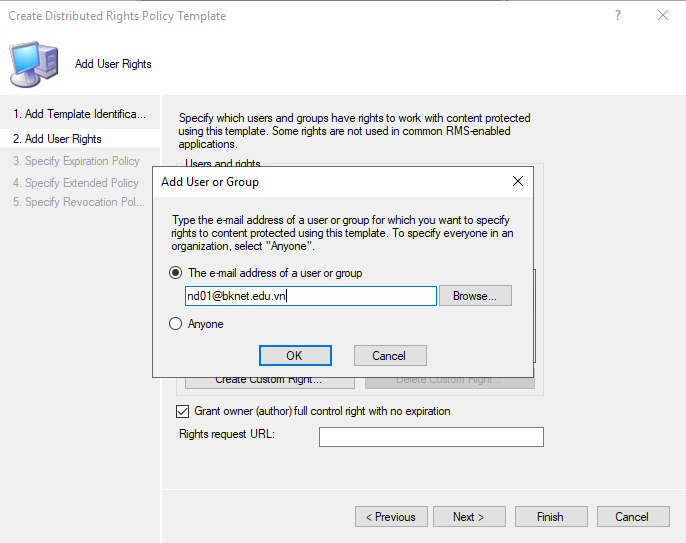 Create Distributed Rights Policy Template
?
Add User Rights
1. Add Template Identifica...
2. Add User Rights
3. Specify Expiration Policy
4. Specify Extended Policy
5. Specify Revocation Pol...
Specify which users and groups have rights to work with content protected
using this template. Some rights are not used in common RMS-enabled
applications.
Users and rights
Add User or Group
Type the e-mail address of a user or group for which you want to specify
rights to content protected using this template. To specify everyone in an
organization, select "Anyone".
The e-mail address of a user or group
nd01@bknet.edu.vn
Browse...
Anyone
OK
Cancel
Create Custom Right...
Delete Custom Right...
Grant owner (author) full control right with no expiration
Rights request URL:
< Previous
Next >
Finish
Cancel